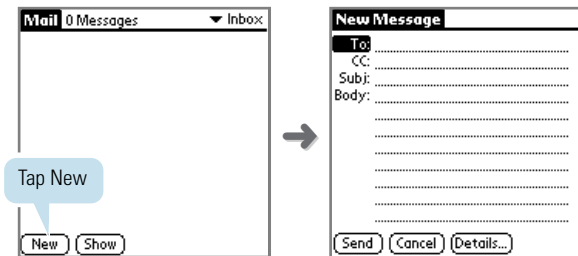 Mail 0 Messages Inbox
Tap New
New Show
New Message
To:
CC:
Subj:
Body:
Send Cancel Details...